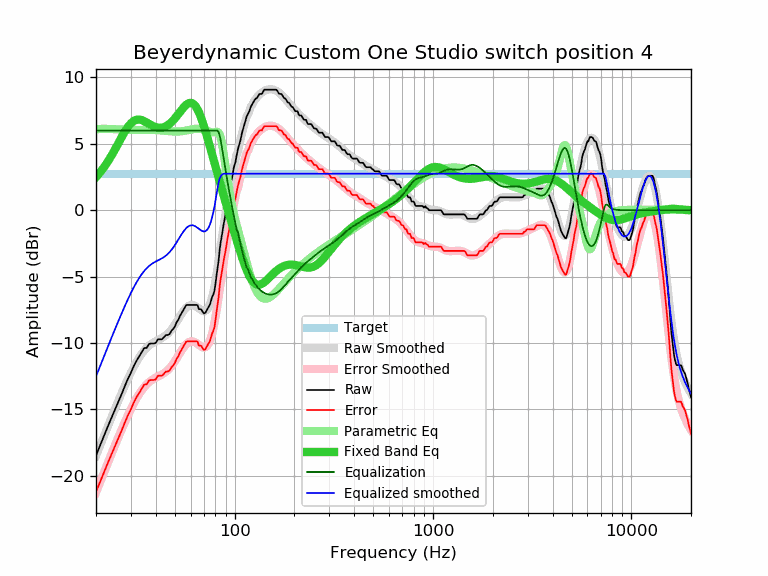 Beyerdynamic Custom One Studio switch position 4
10
5
0
−5
−10
−15
−20
Amplitude (dBr)
Target
Raw Smoothed
Error Smoothed
Raw
Error
Parametric Eq
Fixed Band Eq
Equalization
Equalized smoothed
100
1000
10000
Frequency (Hz)